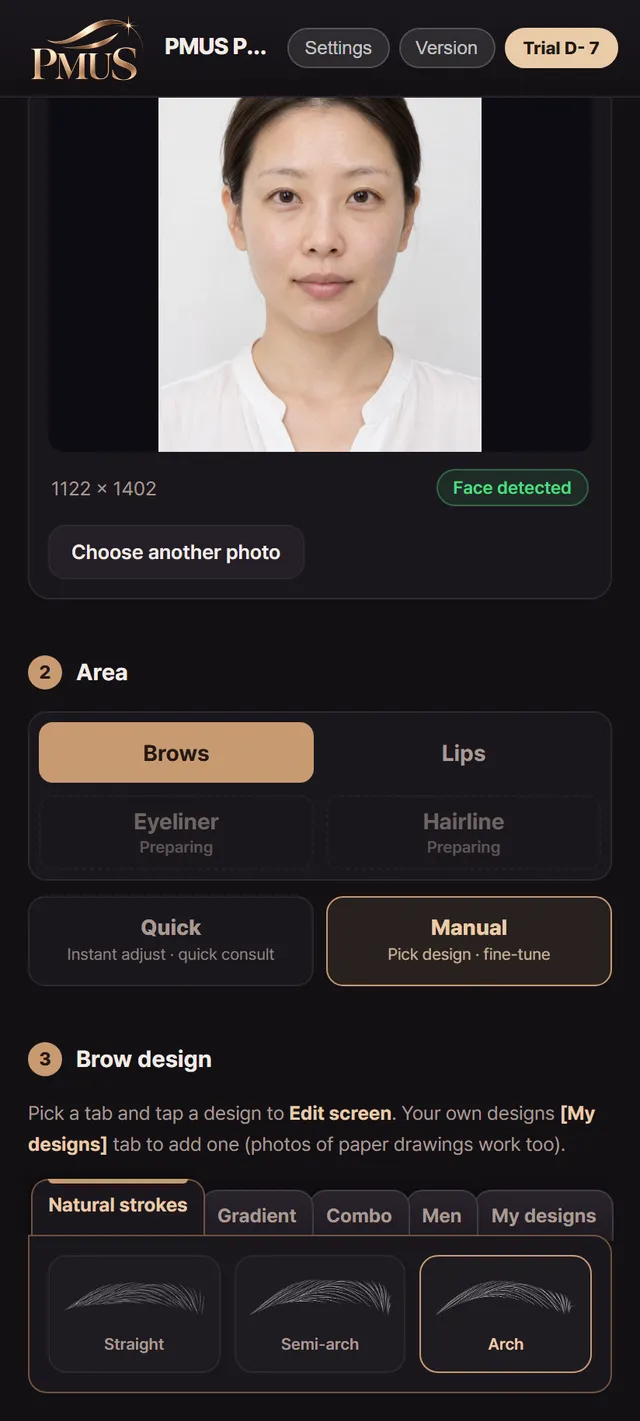 PMUS
PMUS P...
Settings
Version
Trial D- 7
1122 × 1402
Face detected
Choose another photo
2
Area
Brows
Lips
Eyeliner
Preparing
Hairline
Preparing
Quick
Instant adjust · quick consult
Manual
Pick design · fine-tune
3
Brow design
Pick a tab and tap a design to Edit screen. Your own designs [My
designs] tab to add one (photos of paper drawings work too).
Natural strokes
Gradient
Combo
Men
My designs
Straight
Semi-arch
Arch